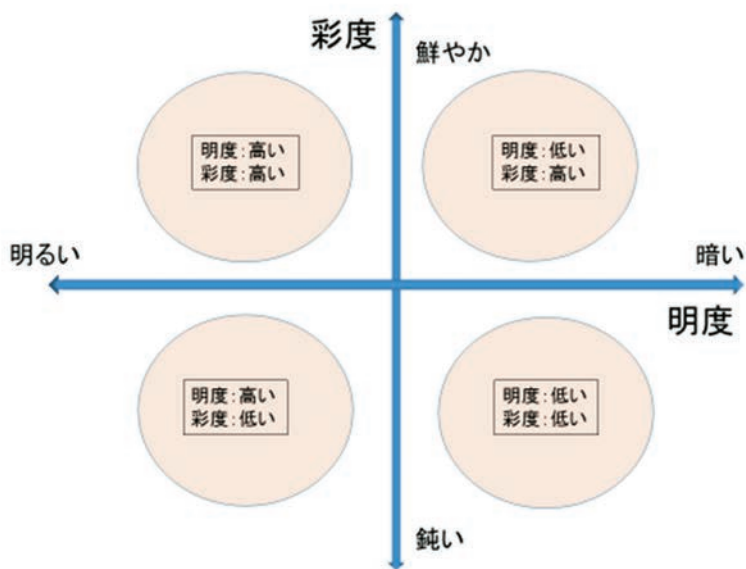 彩度
鮮やか
明度：高い
彩度：高い
明度：低い
彩度：高い
明るい
暗い
明度
明度：高い
彩度：低い
明度：低い
彩度：低い
鈍い